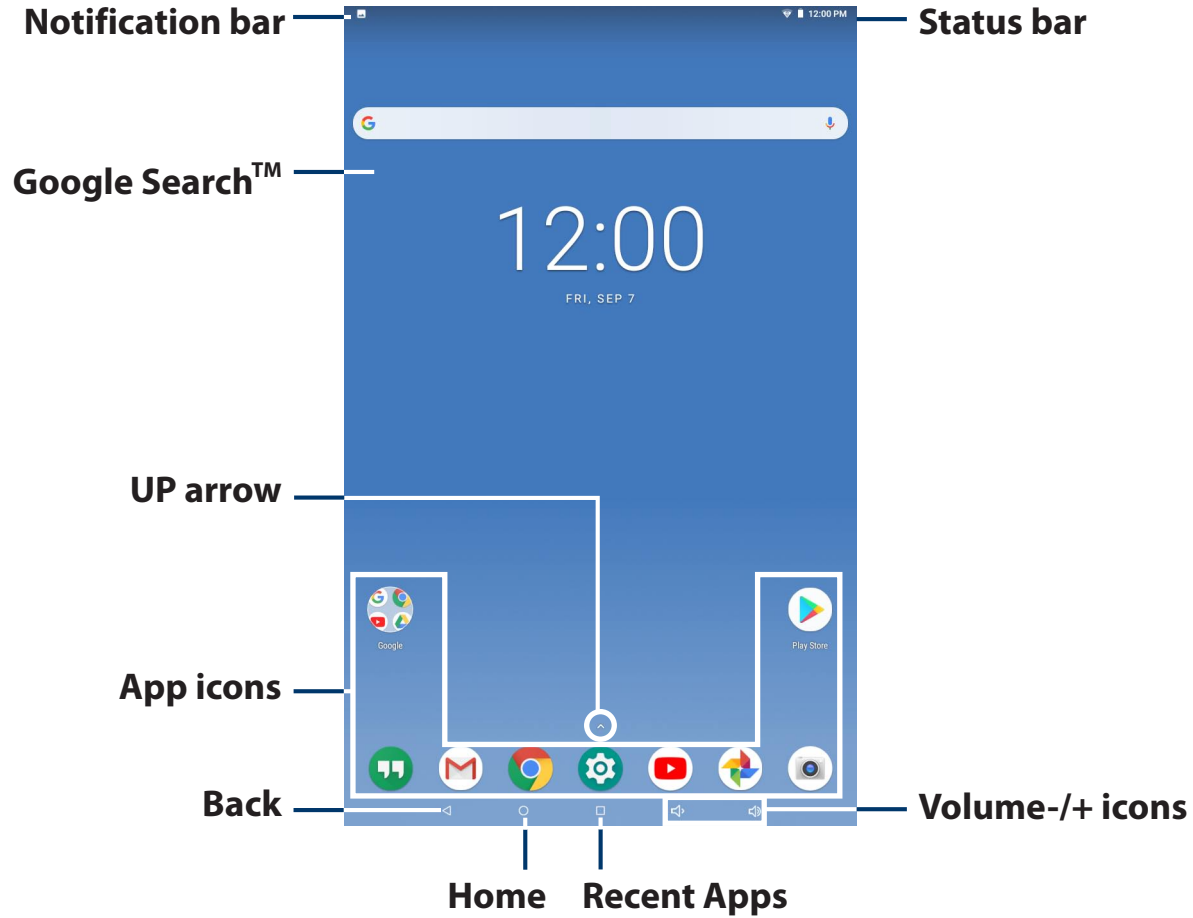 Notification bar
12:00 PM
Status bar
Google Search™
12:00
FRI, SEP 7
UP arrow
Google
Play Store
App icons
Back
Volume-/+ icons
Home
Recent Apps